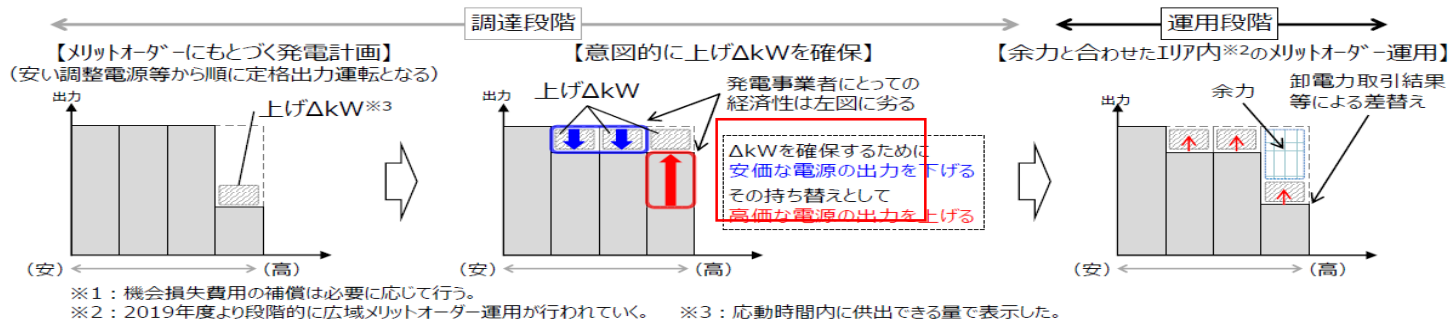 調達段階
運用段階
【メリットオーダーにもとづく発電計画】
(安い調整電源等から順に定格出力運転となる)
出力
上げΔkW※3
(安)
(高)
【意図的に上げΔkWを確保】
出力
上げΔkW
発電事業者にとっての
経済性は左図に劣る
ΔkWを確保するために
安価な電源の出力を下げる
その持ち替えとして
高価な電源の出力を上げる
(安)
(高)
【余力と合わせたエリア内※2のメリットオーダー運用】
出力
余力
卸電力取引結果
等による差替え
(安)
(高)
※1：機会損失費用の補償は必要に応じて行う。
※2：2019年度より段階的に広域メリットオーダー運用が行われていく。 ※3：応動時間内に供出できる量で表示した。